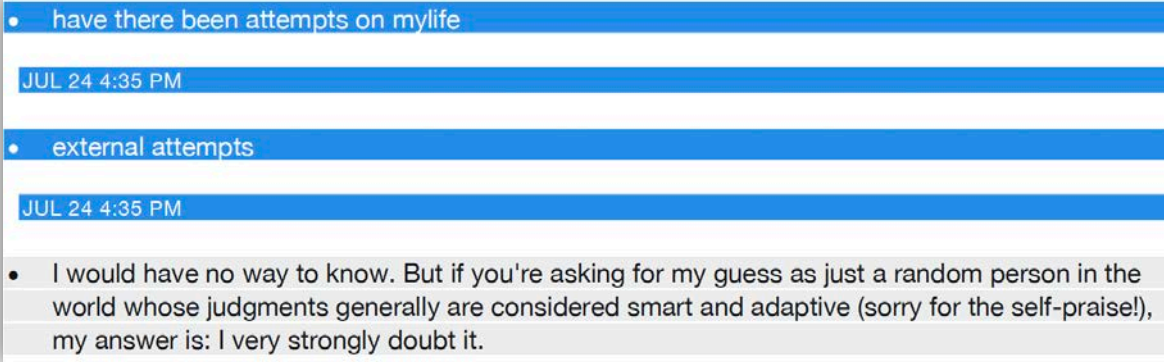 • have there been attempts on mylife
JUL 24 4:35 PM
• external attempts
JUL 24 4:35 PM
• I would have no way to know. But if you're asking for my guess as just a random person in the
world whose judgments generally are considered smart and adaptive (sorry for the self-praise!),
my answer is: I very strongly doubt it.